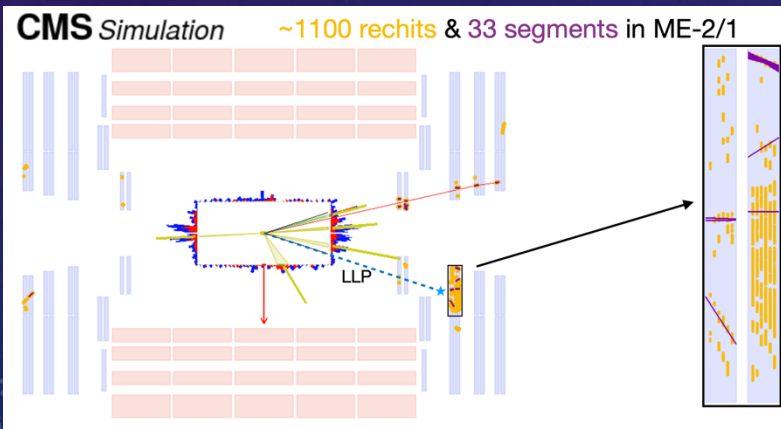 CMS Simulation ~1100 rechits & 33 segments in ME-2/1
LLP